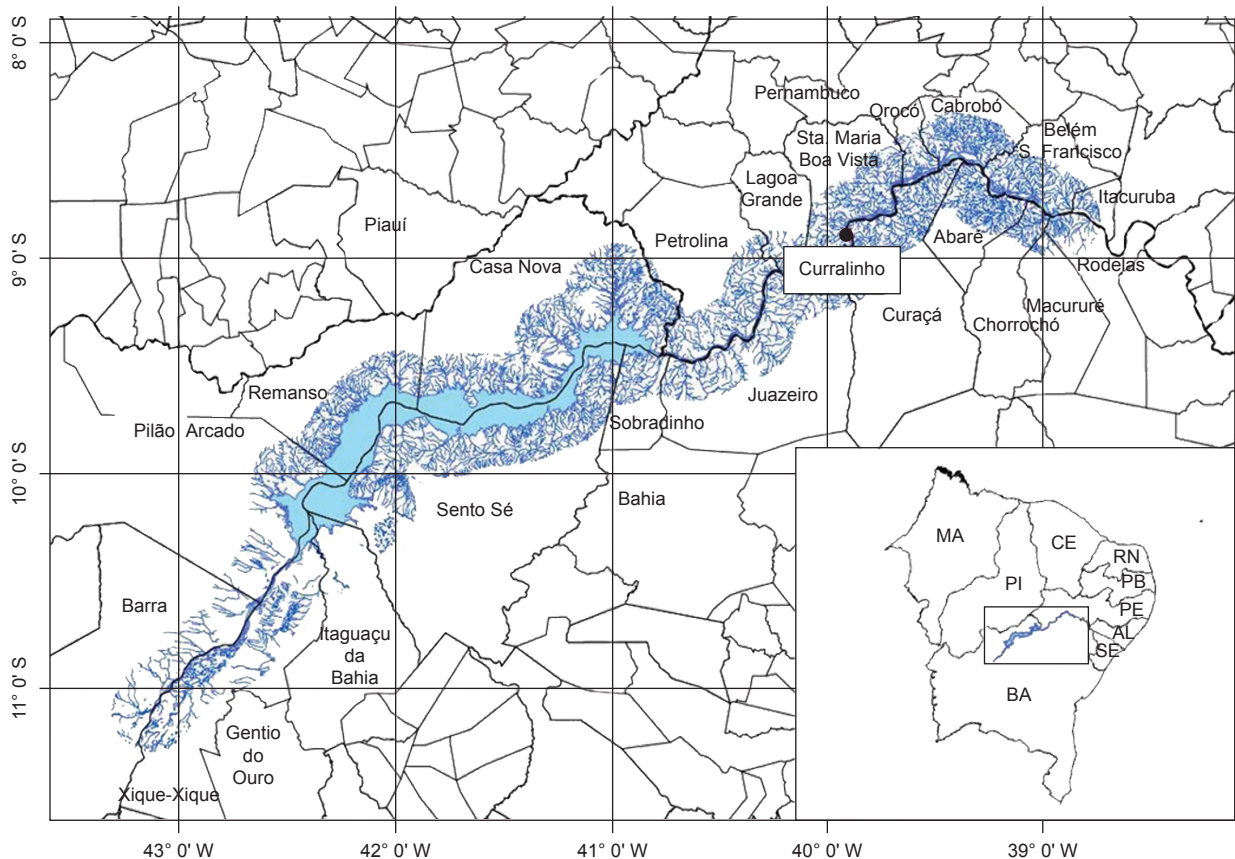 8° 0' S
9° 0' S
10° 0' S
11° 0' S
Pernambuco
Orocó
Cabrobó
Sta. Maria
Boa Vista
Belém
S. Francisco
Lagoa
Grande
Itacuruba
Piauí
Petrolina
Abaré
Casa Nova
Curralinho
Rodelas
Macururé
Curaçá
Chorrochó
Remanso
Juazeiro
Pilão Arcado
Sobradinho
Sento Sé
Bahia
Barra
Itaguaçu
da
Bahia
Gentio
do
Ouro
Xique-Xique
MA
CE
RN
PI
PB
PE
AL
SE
BA
43° 0' W
42° 0' W
41° 0' W
40° 0' W
39° 0' W